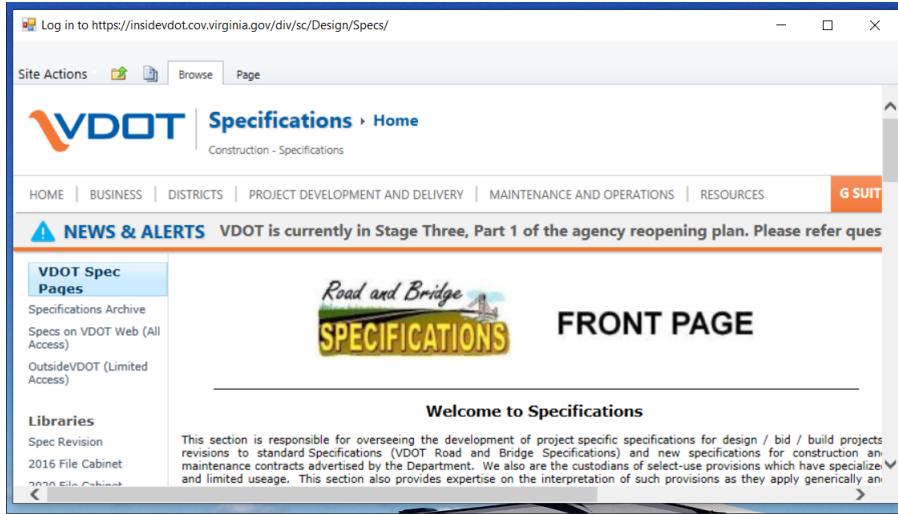 Log in to https://insidevdot.cov.virginia.gov/div/sc/Design/Specs/
Site Actions Browse Page
VDOT Specifications Home
Construction - Specifications
HOME BUSINESS DISTRICTS PROJECT DEVELOPMENT AND DELIVERY MAINTENANCE AND OPERATIONS RESOURCES G SUIT
NEWS & ALERTS VDOT is currently in Stage Three, Part 1 of the agency reopening plan. Please refer ques
VDOT Spec
Pages
Specifications Archive
Specs on VDOT Web (All
Access)
OutsideVDOT (Limited
Access)
Libraries
Spec Revision
2016 File Cabinet
2020 File Cabinet
Road and Bridge
SPECIFICATIONS
FRONT PAGE
Welcome to Specifications
This section is responsible for overseeing the development of project specific specifications for design / bid / build projects
revisions to standard Specifications (VDOT Road and Bridge Specifications) and new specifications for construction and
maintenance contracts advertised by the Department. We also are the custodians of select-use provisions which have specialize
and limited useage. This section also provides expertise on the interpretation of such provisions as they apply generically and